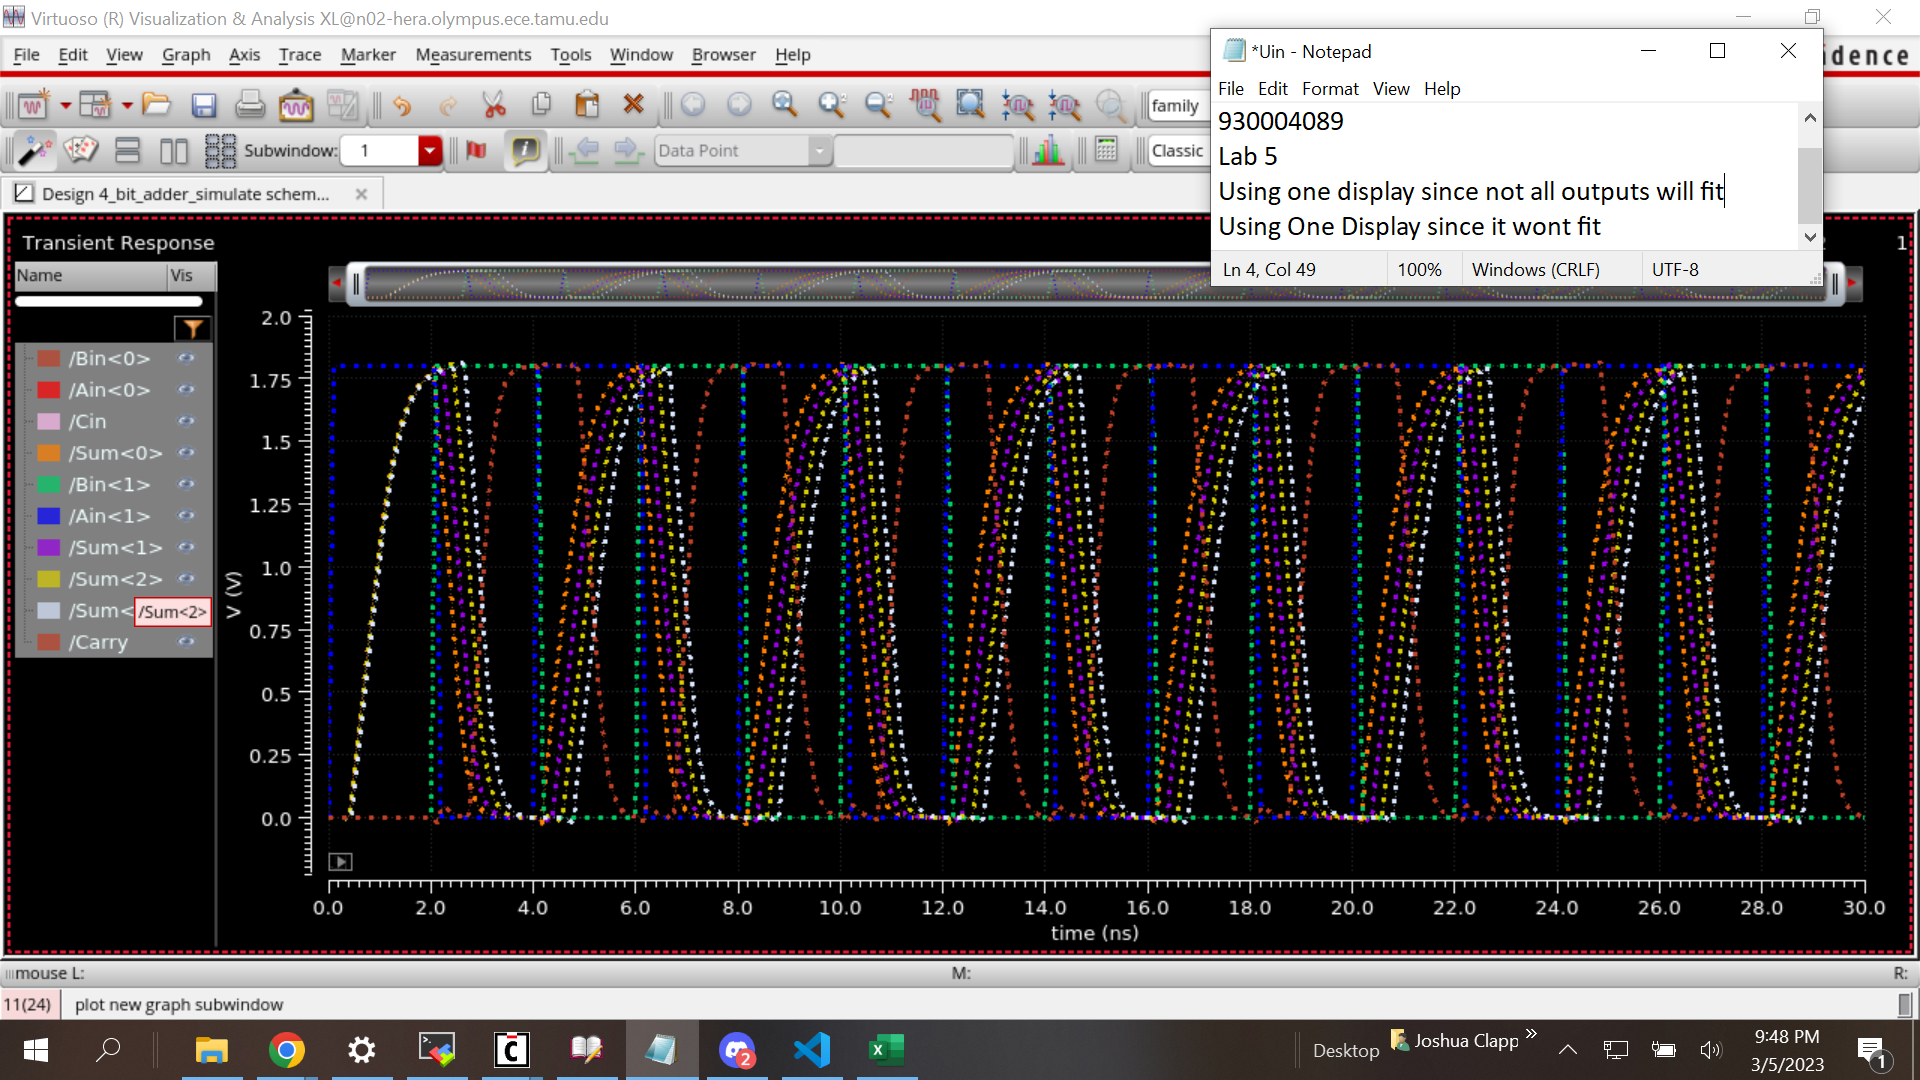 Virtuoso (R) Visualization & Analysis XL@n02-hera.olympus.ece.tamu.edu
File Edit View Graph Axis Trace Marker Measurements Tools Window Browser Help
dence
*Uin - Notepad
File Edit Format View Help
930004089
Lab 5
Using one display since not all outputs will fit
Using One Display since it wont fit
Ln 4, Col 49 100% Windows (CRLF) UTF-8
family
Subwindow: 1 Data Point Classic
Design 4_bit_adder_simulate schem...
Transient Response
1
Name Vis
/Bin<0>
/Ain<0>
/Cin
/Sum<0>
/Bin<1>
/Ain<1>
/Sum<1>
/Sum<2>
/Sum< /Sum<2>
/Carry
V (V)
2.0
1.75
1.5
1.25
1.0
0.75
0.5
0.25
0.0
0.0 2.0 4.0 6.0 8.0 10.0 12.0 14.0 16.0 18.0 20.0 22.0 24.0 26.0 28.0 30.0
time (ns)
mouse L: M: R:
11(24) plot new graph subwindow
2
Desktop Joshua Clapp
9:48 PM
3/5/2023
1